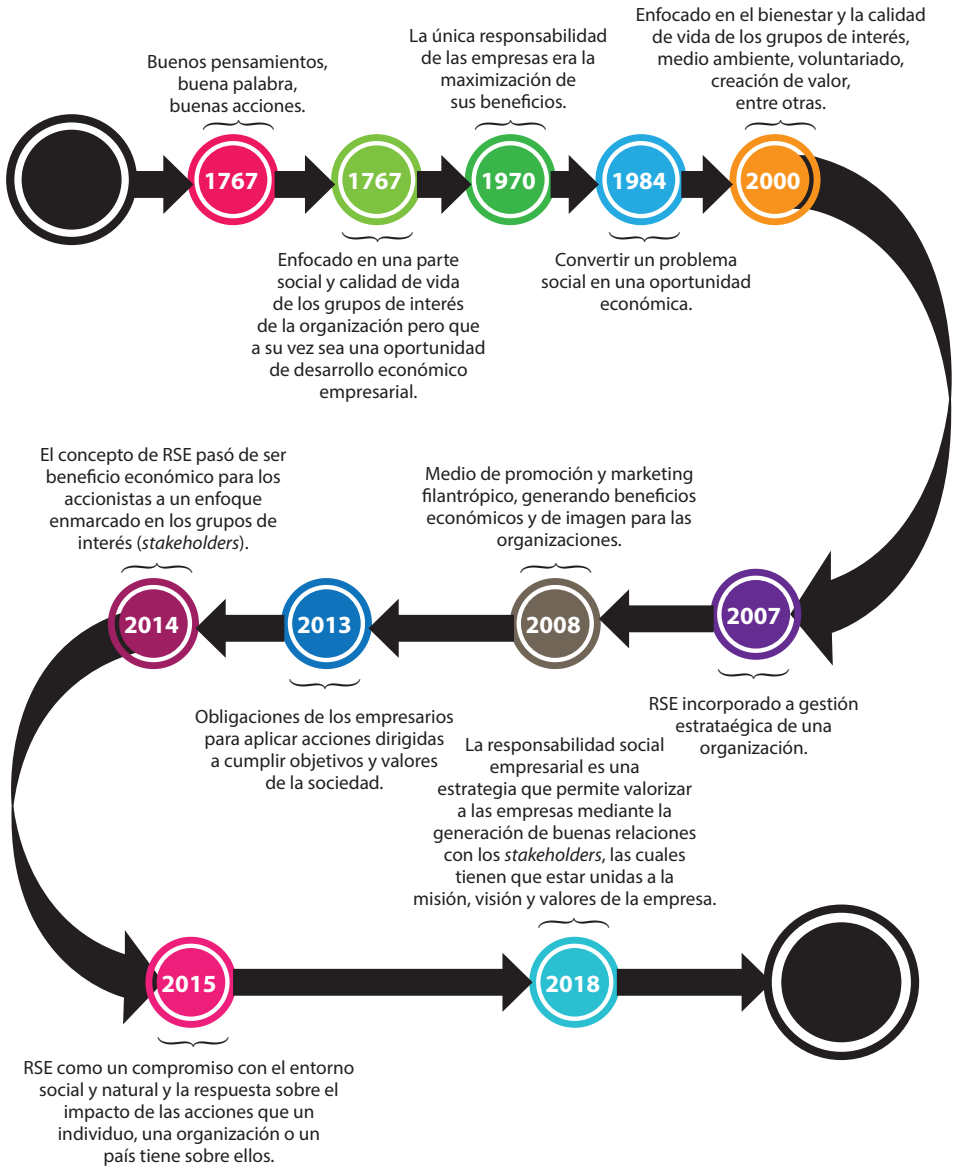 Buenos pensamientos,
buena palabra,
buenas acciones.
1767
1767
Enfocado en una parte
social y calidad de vida
de los grupos de interés
de la organización pero que
a su vez sea una oportunidad
de desarrollo económico
empresarial.
La única responsabilidad
de las empresas era la
maximización de
sus beneficios.
1970
1984
Convertir un problema
social en una oportunidad
económica.
Enfocado en el bienestar y la calidad
de vida de los grupos de interés,
medio ambiente, voluntariado,
creación de valor,
entre otras.
2000
2007
RSE incorporado a gestión
estrataégica de una
organización.
Medio de promoción y marketing
filantrópico, generando beneficios
económicos y de imagen para las
organizaciones.
2008
2013
Obligaciones de los empresarios
para aplicar acciones dirigidas
a cumplir objetivos y valores
de la sociedad.
El concepto de RSE pasó de ser
beneficio económico para los
accionistas a un enfoque
enmarcado en los grupos de
interés (stakeholders).
2014
2015
RSE como un compromiso con el entorno
social y natural y la respuesta sobre el
impacto de las acciones que un
individuo, una organización o un
país tiene sobre ellos.
La responsabilidad social
empresarial es una
estrategia que permite valorizar
a las empresas mediante la
generación de buenas relaciones
con los stakeholders, las cuales
tienen que estar unidas a la
misión, visión y valores de la empresa.
2018